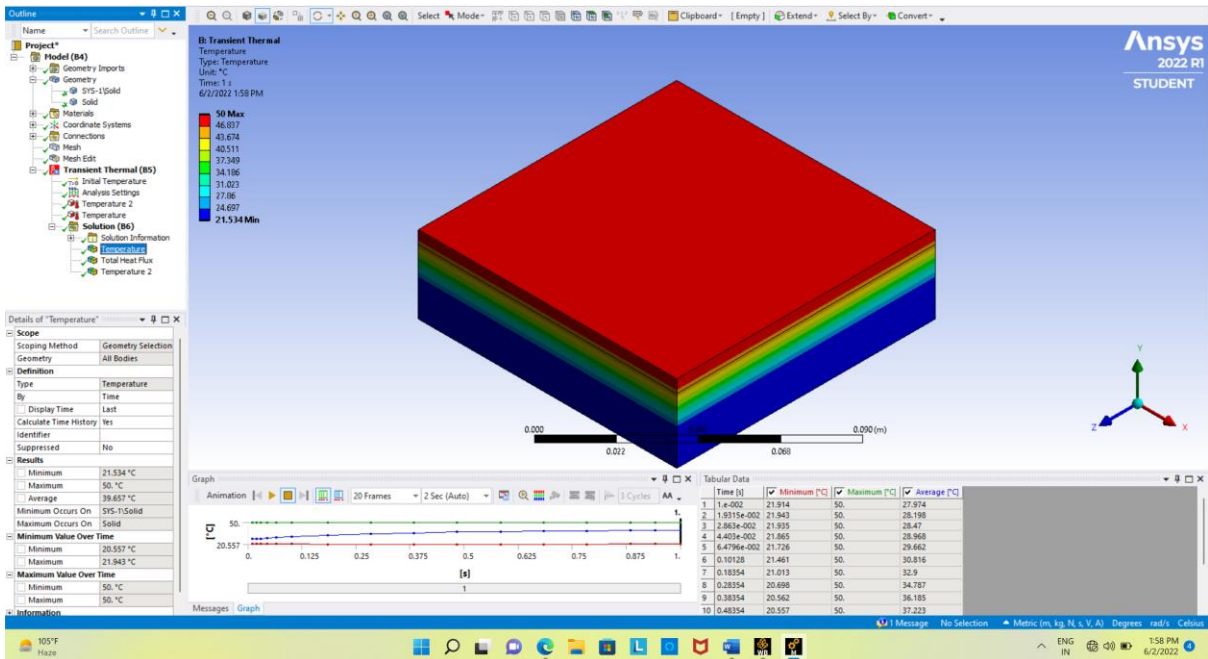 Outline
Name Search Outline
Project*
Model (B4)
Geometry Imports
Geometry
SYS-1\Solid
Solid
Materials
Coordinate Systems
Connections
Mesh
Mesh Edit
Transient Thermal (B5)
Initial Temperature
Analysis Settings
Temperature 2
Temperature
Solution (B6)
Solution Information
Temperature
Total Heat Flux
Temperature 2
Details of "Temperature"
Scope
Scoping Method Geometry Selection
Geometry All Bodies
Definition
Type Temperature
By Time
Display Time Last
Calculate Time History Yes
Identifier
Suppressed No
Results
Minimum 21.534 °C
Maximum 50. °C
Average 39.657 °C
Minimum Occurs On SYS-1\Solid
Maximum Occurs On Solid
Minimum Value Over Time
Minimum 20.557 °C
Maximum 21.943 °C
Maximum Value Over Time
Minimum 50. °C
Maximum 50. °C
Information
Select Mode Clipboard [Empty] Extend Select By Convert
B: Transient Thermal
Temperature
Type: Temperature
Unit: °C
Time: 1 s
6/2/2022 1:58 PM
50 Max
46.837
43.674
40.511
37.349
34.186
31.023
27.86
24.697
21.534 Min
Ansys
2022 R1
STUDENT
Y
Z X
0.000 0.090 (m)
0.022 0.068
Graph
Animation 20 Frames 2 Sec (Auto) 3 Cycles
1.
[°C]
50.
20.557
0. 0.125 0.25 0.375 0.5 0.625 0.75 0.875 1.
[s]
1
Messages Graph
Tabular Data
Time [s] Minimum [°C] Maximum [°C] Average [°C]
1 1.e-002 21.914 50. 27.974
2 1.9315e-002 21.943 50. 28.198
3 2.863e-002 21.935 50. 28.47
4 4.403e-002 21.865 50. 28.968
5 6.4796e-002 21.726 50. 29.662
6 0.10128 21.461 50. 30.816
7 0.18354 21.013 50. 32.9
8 0.28354 20.698 50. 34.787
9 0.38354 20.562 50. 36.185
10 0.48354 20.557 50. 37.223
1 Message No Selection Metric (m, kg, N, s, V, A) Degrees rad/s Celsius
105°F
Haze
ENG
IN
1:58 PM
6/2/2022